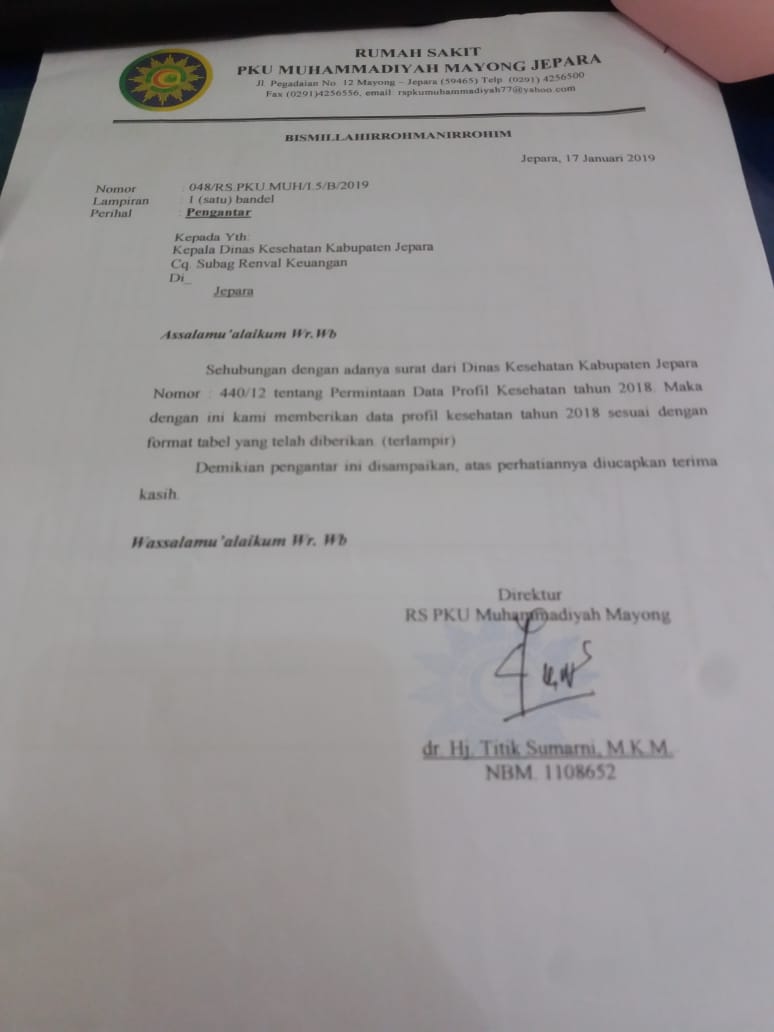 RUMAH SAKIT
PKU MUHAMMADIYAH MAYONG JEPARA
Jl. Pegadaian No. 12 Mayong – Jepara (59465) Telp. (0291) 4256500
Fax (0291)4256556, email: rspkumuhammadiyah77@yahoo.com
BISMILLAHIRROHMANIRROHIM
Jepara, 17 Januari 2019
Nomor : 048/RS.PKU.MUH/I.5/B/2019
Lampiran : 1 (satu) bandel
Perihal : Pengantar
Kepada Yth:
Kepala Dinas Kesehatan Kabupaten Jepara
Cq. Subag Renval Keuangan
Di_
Jepara
Assalamu'alaikum Wr.Wb
Sehubungan dengan adanya surat dari Dinas Kesehatan Kabupaten Jepara
Nomor : 440/12 tentang Permintaan Data Profil Kesehatan tahun 2018. Maka
dengan ini kami memberikan data profil kesehatan tahun 2018 sesuai dengan
format tabel yang telah diberikan. (terlampir)
Demikian pengantar ini disampaikan, atas perhatiannya diucapkan terima
kasih.
Wassalamu'alaikum Wr. Wb
Direktur
RS PKU Muhammadiyah Mayong
dr. Hj. Titik Sumarni, M.K.M.
NBM. 1108652